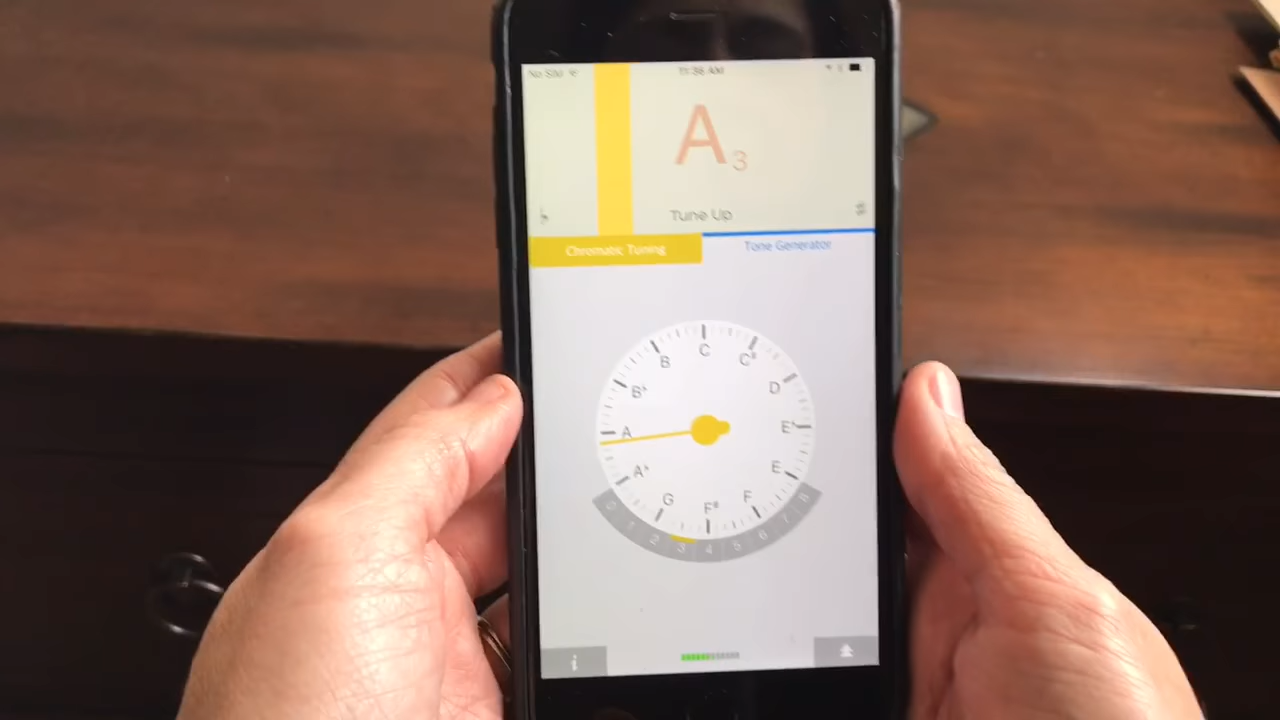 No SIM 11:36 AM
A3
♭ Tune Up #
Chromatic Tuning Tone Generator
C
B C#
B♭ D
A E♭
A♭ E
G F
F#
0 1 2 3 4 5 6 7 8
i